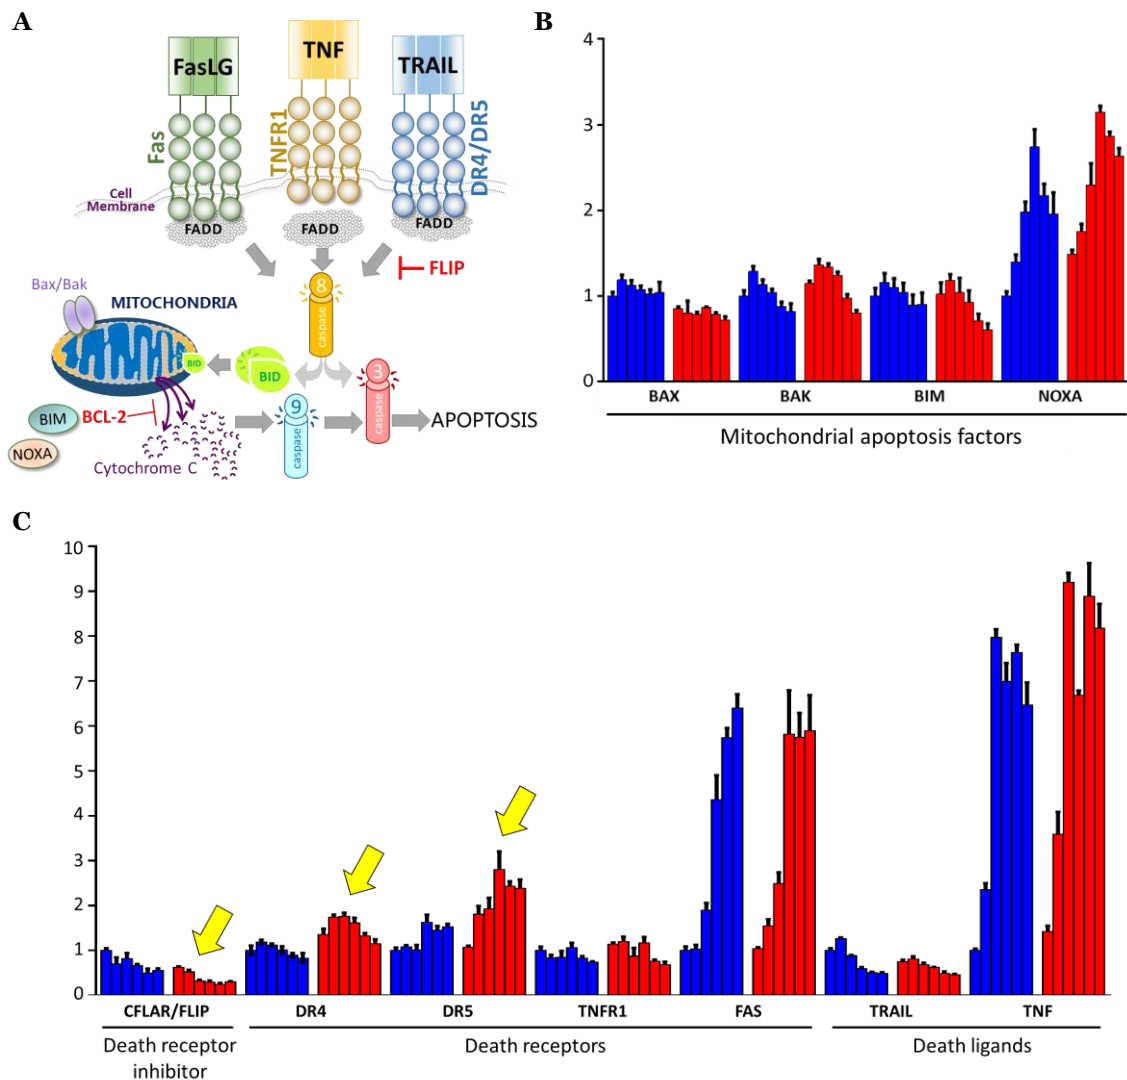 A
FasLG
TNF
TRAIL
Fas
TNFR1
DR4/DR5
Cell
Membrane
FADD
FADD
FADD
FLIP
Bax/Bak
MITOCHONDRIA
8
caspase
BID
BID
3
caspase
9
caspase
APOPTOSIS
BIM
BCL-2
NOXA
Cytochrome C
B
4
3
2
1
0
BAX
BAK
BIM
NOXA
Mitochondrial apoptosis factors
C
10
9
8
7
6
5
4
3
2
1
0
CFLAR/FLIP
DR4
DR5
TNFR1
FAS
TRAIL
TNF
Death receptor
inhibitor
Death receptors
Death ligands